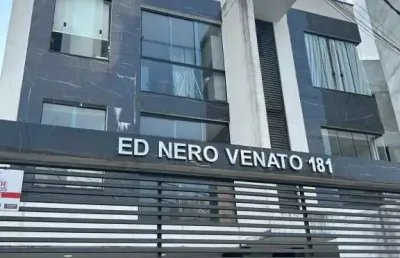 ED NERO VENATO 181